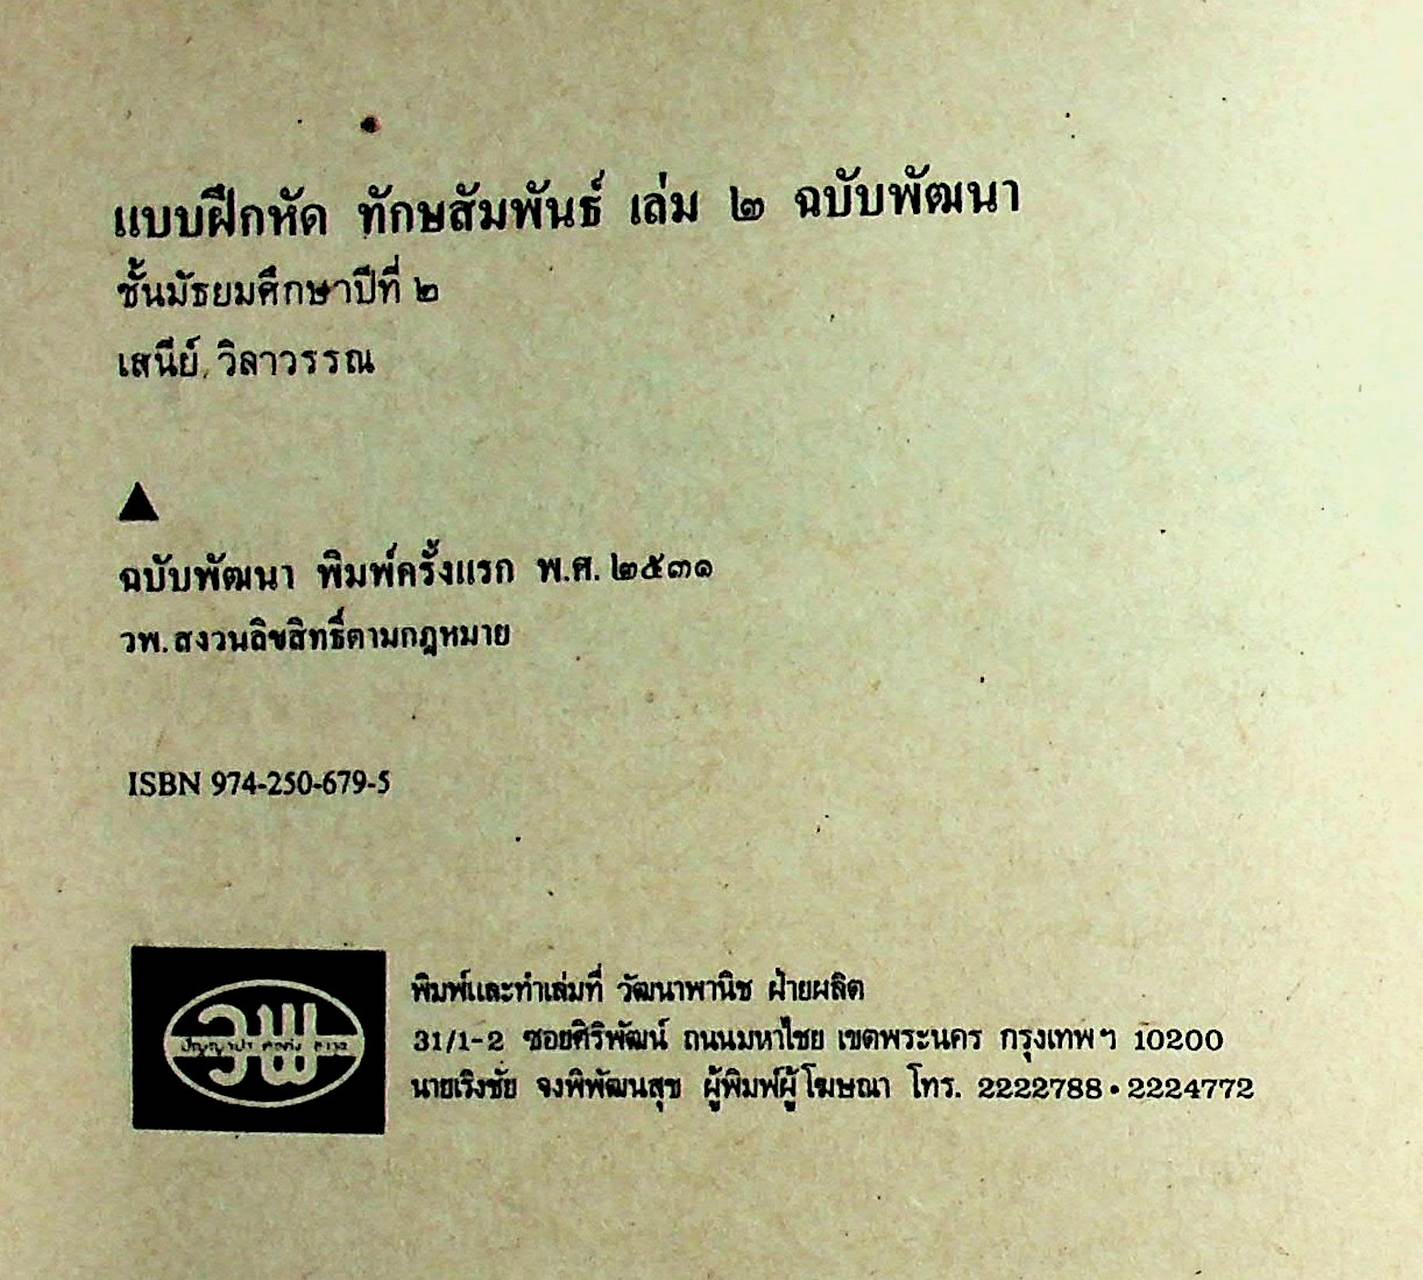 แบบฝึกหัด ทักษสัมพันธ์ เล่ม ๒ ฉบับพัฒนา
ชั้นมัธยมศึกษาปีที่ ๒
เสนีย์ วิลาวรรณ
ฉบับพัฒนา พิมพ์ครั้งแรก พ.ศ. ๒๕๓๑
วพ. สงวนลิขสิทธิ์ตามกฎหมาย
ISBN 974-250-679-5
วพ
พิมพ์และทำเล่มที่ วัฒนาพานิช ฝ่ายผลิต
31/1-2 ซอยศิริพัฒน์ ถนนมหาไชย เขตพระนคร กรุงเทพฯ 10200
นายเริงชัย จงพิพัฒนสุข ผู้พิมพ์ผู้โฆษณา โทร. 2222788 • 2224772